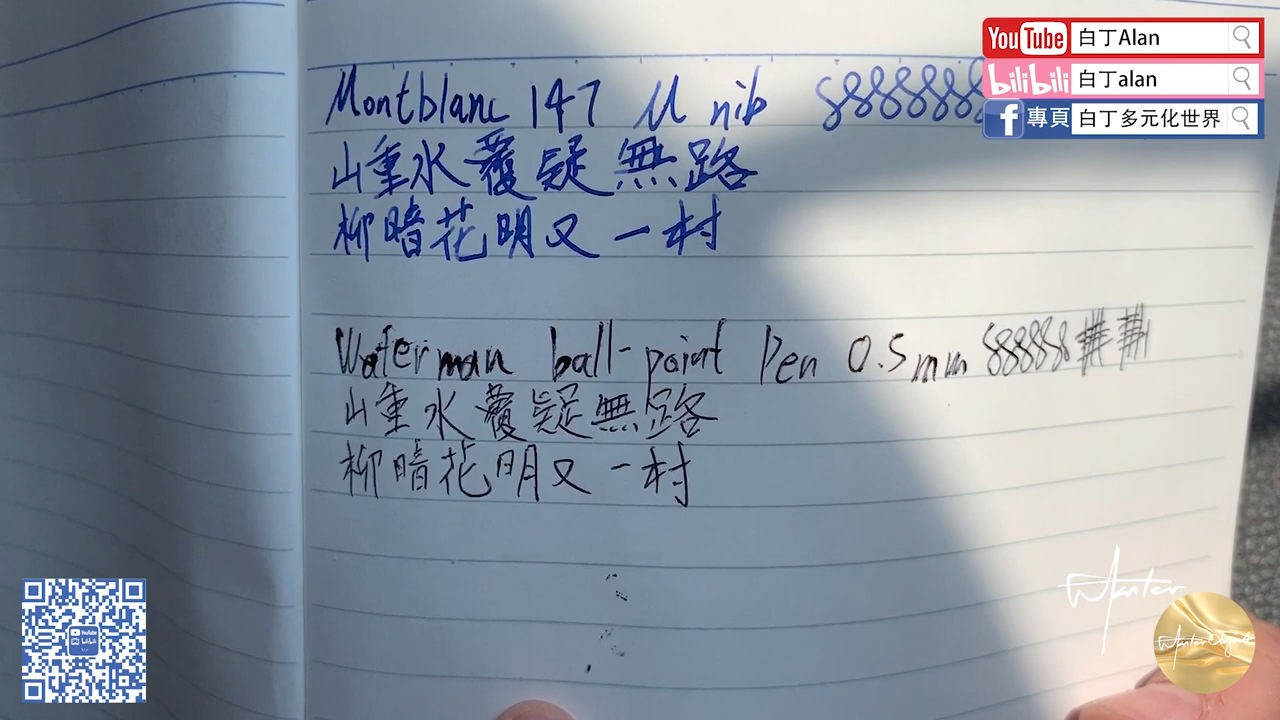 YouTube 白丁Alan
bilibili 白丁alan
f 專頁 白丁多元化世界
Montblanc 147 M nib 8888888
山重水覆疑無路
柳暗花明又一村
Waterman ball-point Pen 0.5mm 888888 ##
山重水覆疑無路
柳暗花明又一村